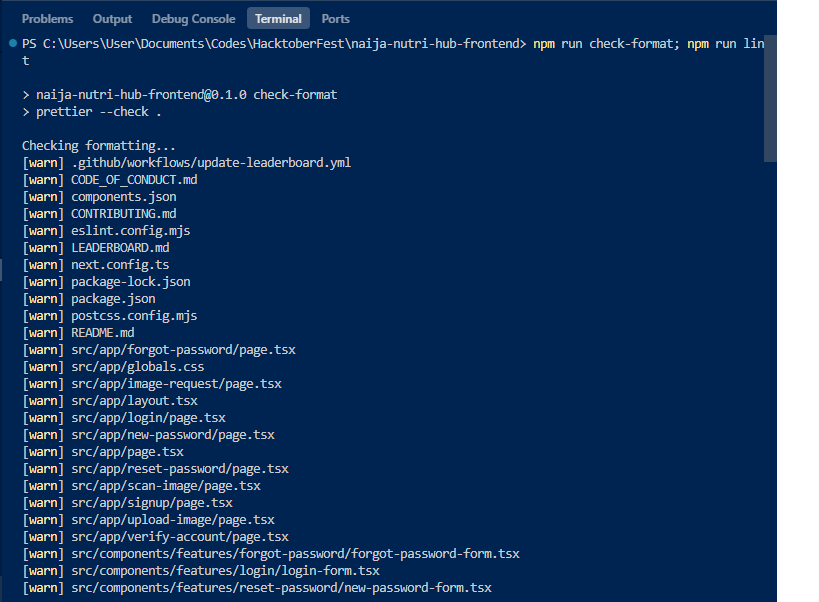 Problems Output Debug Console Terminal Ports
PS C:\Users\User\Documents\Codes\HacktoberFest\naija-nutri-hub-frontend> npm run check-format; npm run lin
t
> naija-nutri-hub-frontend@0.1.0 check-format
> prettier --check .
Checking formatting...
[warn] .github/workflows/update-leaderboard.yml
[warn] CODE_OF_CONDUCT.md
[warn] components.json
[warn] CONTRIBUTING.md
[warn] eslint.config.mjs
[warn] LEADERBOARD.md
[warn] next.config.ts
[warn] package-lock.json
[warn] package.json
[warn] postcss.config.mjs
[warn] README.md
[warn] src/app/forgot-password/page.tsx
[warn] src/app/globals.css
[warn] src/app/image-request/page.tsx
[warn] src/app/layout.tsx
[warn] src/app/login/page.tsx
[warn] src/app/new-password/page.tsx
[warn] src/app/page.tsx
[warn] src/app/reset-password/page.tsx
[warn] src/app/scan-image/page.tsx
[warn] src/app/signup/page.tsx
[warn] src/app/upload-image/page.tsx
[warn] src/app/verify-account/page.tsx
[warn] src/components/features/forgot-password/forgot-password-form.tsx
[warn] src/components/features/login/login-form.tsx
[warn] src/components/features/reset-password/new-password-form.tsx